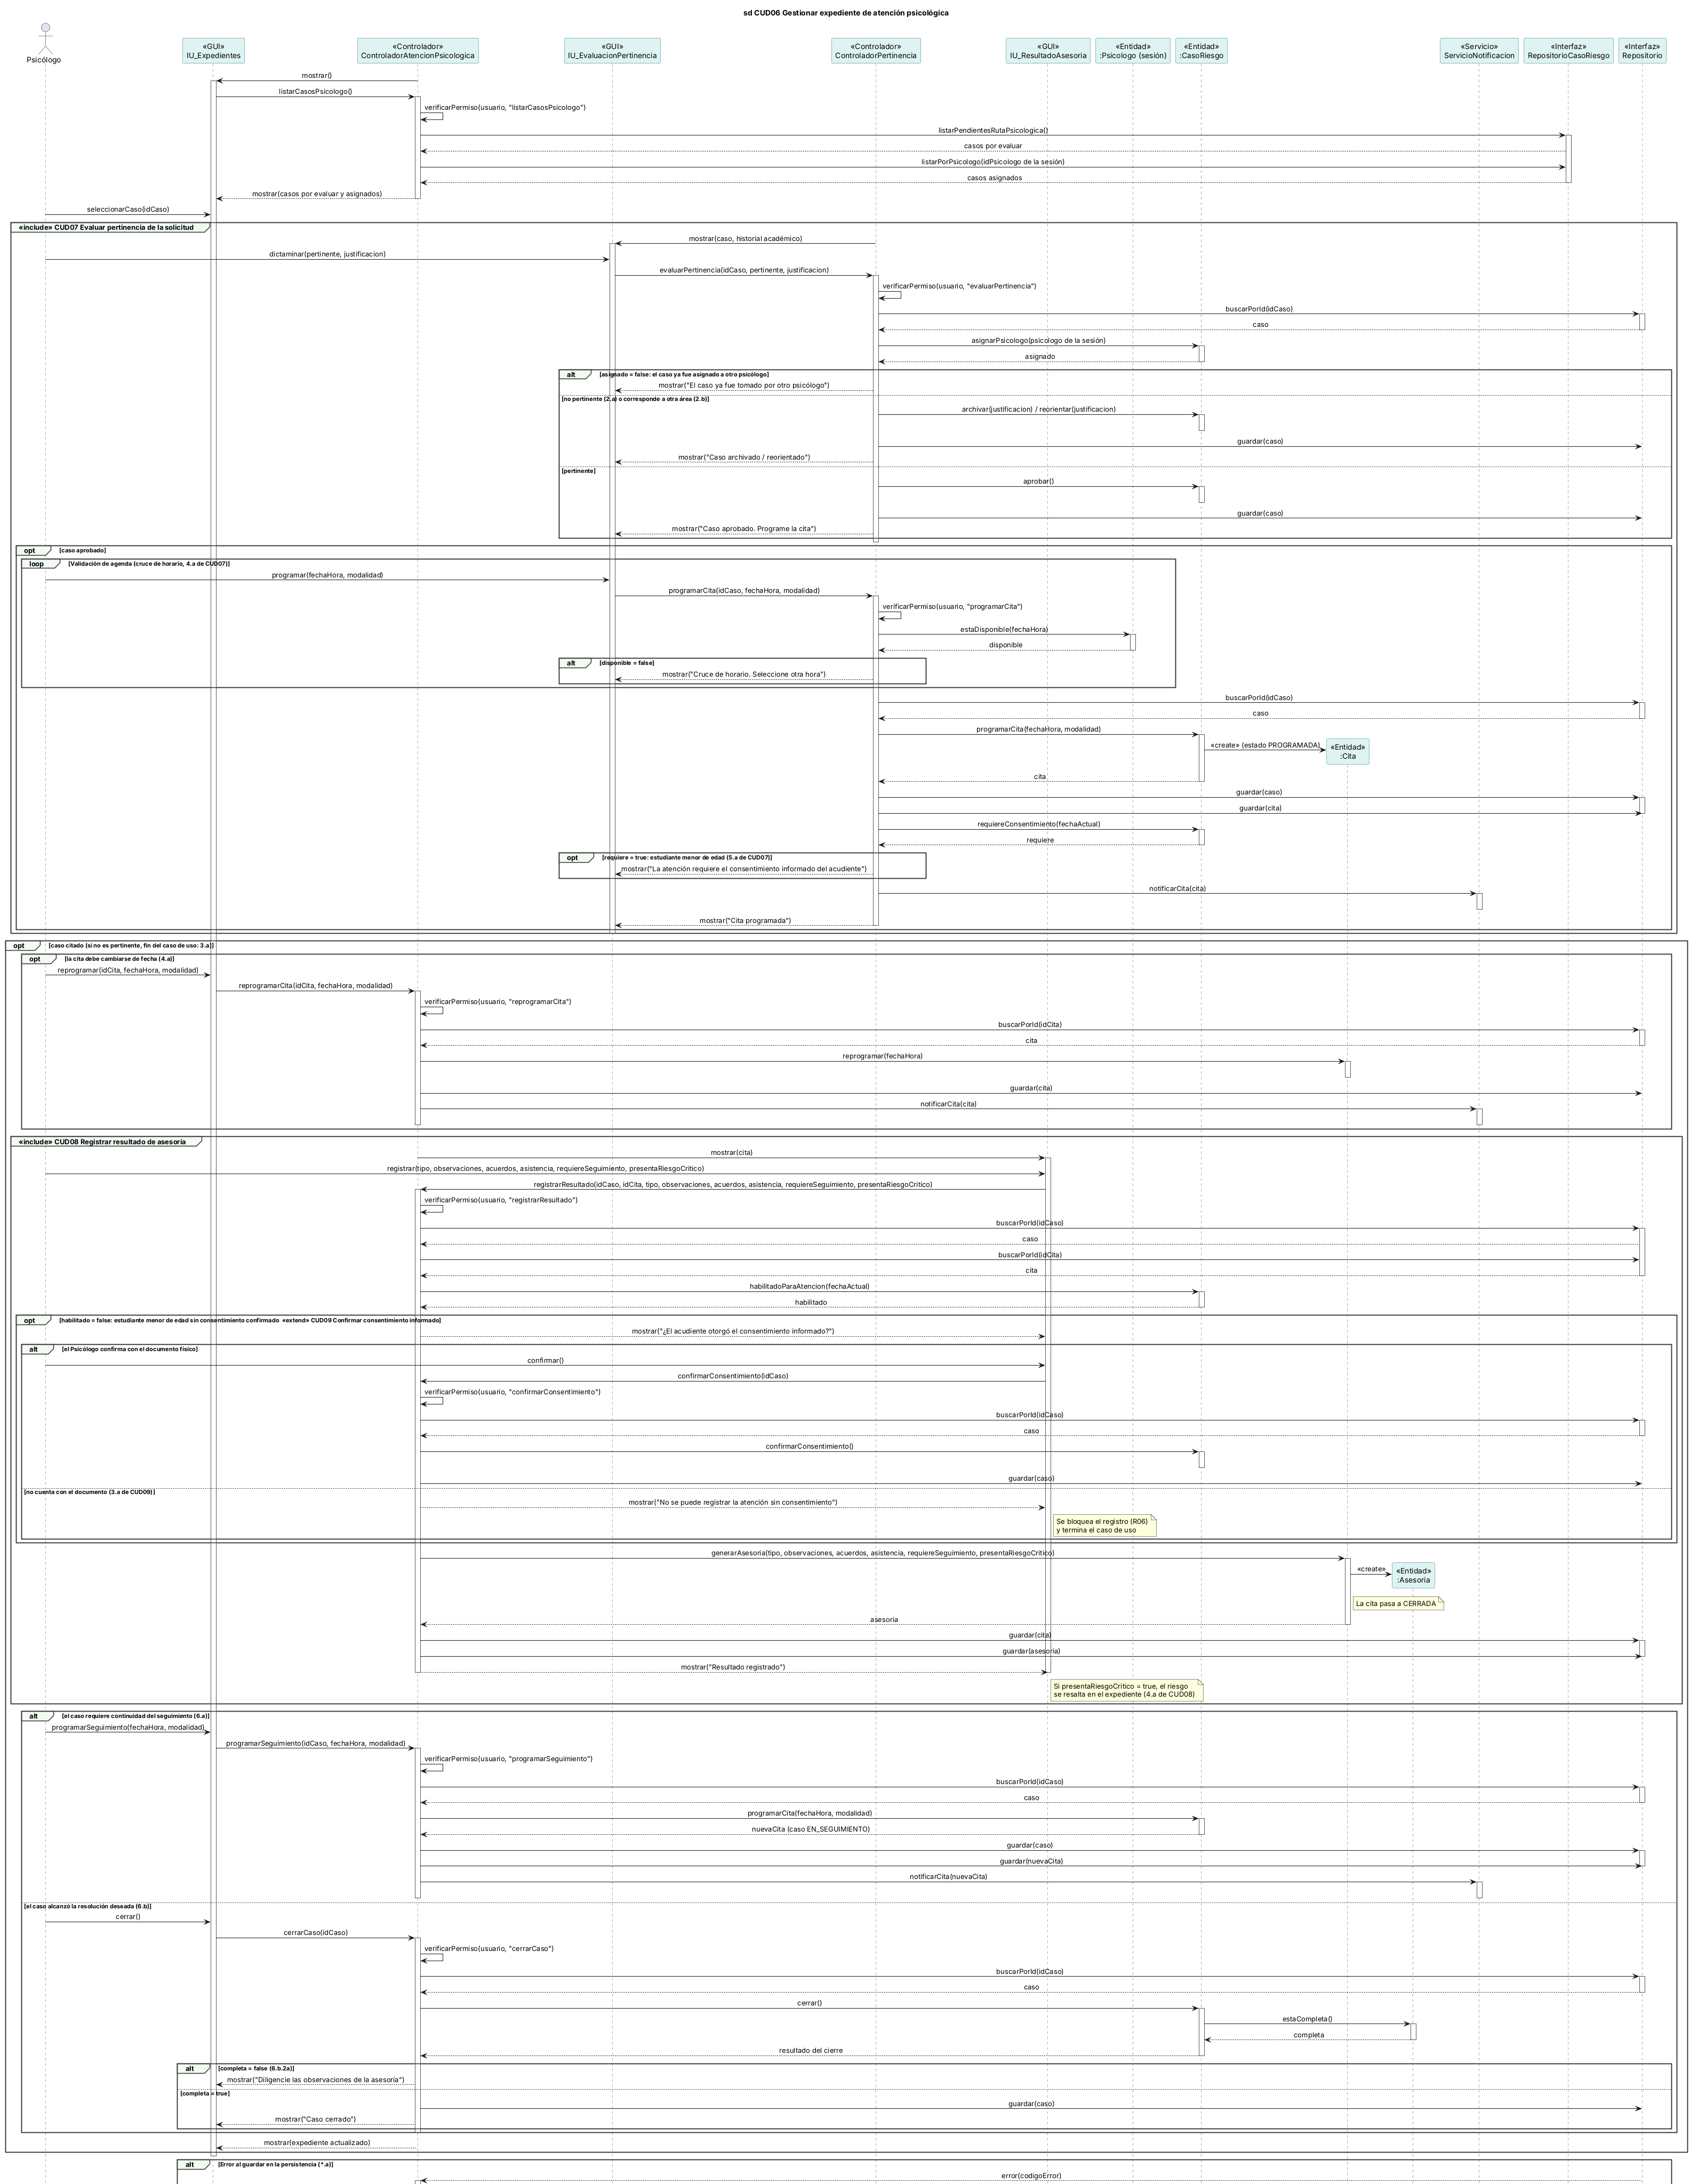 sd CUD06 Gestionar expediente de atención psicológica
Psicólogo
«GUI»
IU_Expedientes
«Controlador»
ControladorAtencionPsicologica
«GUI»
IU_EvaluacionPertinencia
«Controlador»
ControladorPertinencia
«GUI»
IU_ResultadoAsesoria
«Entidad»
:Psicologo (sesión)
«Entidad»
:CasoRiesgo
«Servicio»
ServicioNotificacion
«Interfaz»
RepositorioCasoRiesgo
«Interfaz»
Repositorio
mostrar()
listarCasosPsicologo()
verificarPermiso(usuario, "listarCasosPsicologo")
listarPendientesRutaPsicologica()
casos por evaluar
listarPorPsicologo(idPsicologo de la sesión)
casos asignados
mostrar(casos por evaluar y asignados)
seleccionarCaso(idCaso)
«include» CUD07 Evaluar pertinencia de la solicitud
mostrar(caso, historial académico)
dictaminar(pertinente, justificacion)
evaluarPertinencia(idCaso, pertinente, justificacion)
verificarPermiso(usuario, "evaluarPertinencia")
buscarPorId(idCaso)
caso
asignarPsicologo(psicologo de la sesión)
asignado
alt [asignado = false: el caso ya fue asignado a otro psicólogo]
mostrar("El caso ya fue tomado por otro psicólogo")
[no pertinente (2.a) o corresponde a otra área (2.b)]
archivar(justificacion) / reorientar(justificacion)
guardar(caso)
mostrar("Caso archivado / reorientado")
[pertinente]
aprobar()
guardar(caso)
mostrar("Caso aprobado. Programe la cita")
opt [caso aprobado]
loop [Validación de agenda (cruce de horario, 4.a de CUD07)]
programar(fechaHora, modalidad)
programarCita(idCaso, fechaHora, modalidad)
verificarPermiso(usuario, "programarCita")
estaDisponible(fechaHora)
disponible
alt [disponible = false]
mostrar("Cruce de horario. Seleccione otra hora")
buscarPorId(idCaso)
caso
programarCita(fechaHora, modalidad)
«create» (estado PROGRAMADA)
«Entidad»
:Cita
cita
guardar(caso)
guardar(cita)
requiereConsentimiento(fechaActual)
requiere
opt [requiere = true: estudiante menor de edad (5.a de CUD07)]
mostrar("La atención requiere el consentimiento informado del acudiente")
notificarCita(cita)
mostrar("Cita programada")
opt [caso citado (si no es pertinente, fin del caso de uso: 3.a)]
opt [la cita debe cambiarse de fecha (4.a)]
reprogramar(idCita, fechaHora, modalidad)
reprogramarCita(idCita, fechaHora, modalidad)
verificarPermiso(usuario, "reprogramarCita")
buscarPorId(idCita)
cita
reprogramar(fechaHora)
guardar(cita)
notificarCita(cita)
«include» CUD08 Registrar resultado de asesoría
mostrar(cita)
registrar(tipo, observaciones, acuerdos, asistencia, requiereSeguimiento, presentaRiesgoCritico)
registrarResultado(idCaso, idCita, tipo, observaciones, acuerdos, asistencia, requiereSeguimiento, presentaRiesgoCritico)
verificarPermiso(usuario, "registrarResultado")
buscarPorId(idCaso)
caso
buscarPorId(idCita)
cita
habilitadoParaAtencion(fechaActual)
habilitado
opt [habilitado = false: estudiante menor de edad sin consentimiento confirmado «extend» CUD09 Confirmar consentimiento informado]
mostrar("¿El acudiente otorgó el consentimiento informado?")
alt [el Psicólogo confirma con el documento físico]
confirmar()
confirmarConsentimiento(idCaso)
verificarPermiso(usuario, "confirmarConsentimiento")
buscarPorId(idCaso)
caso
confirmarConsentimiento()
guardar(caso)
[no cuenta con el documento (3.a de CUD09)]
mostrar("No se puede registrar la atención sin consentimiento")
Se bloquea el registro (R06)
y termina el caso de uso
generarAsesoria(tipo, observaciones, acuerdos, asistencia, requiereSeguimiento, presentaRiesgoCritico)
«create»
«Entidad»
:Asesoria
La cita pasa a CERRADA
asesoria
guardar(cita)
guardar(asesoria)
mostrar("Resultado registrado")
Si presentaRiesgoCritico = true, el riesgo
se resalta en el expediente (4.a de CUD08)
alt [el caso requiere continuidad del seguimiento (6.a)]
programarSeguimiento(fechaHora, modalidad)
programarSeguimiento(idCaso, fechaHora, modalidad)
verificarPermiso(usuario, "programarSeguimiento")
buscarPorId(idCaso)
caso
programarCita(fechaHora, modalidad)
nuevaCita (caso EN_SEGUIMIENTO)
guardar(caso)
guardar(nuevaCita)
notificarCita(nuevaCita)
[el caso alcanzó la resolución deseada (6.b)]
cerrar()
cerrarCaso(idCaso)
verificarPermiso(usuario, "cerrarCaso")
buscarPorId(idCaso)
caso
cerrar()
estaCompleta()
completa
resultado del cierre
alt [completa = false (6.b.2a)]
mostrar("Diligencie las observaciones de la asesoría")
[completa = true]
guardar(caso)
mostrar("Caso cerrado")
mostrar(expediente actualizado)
alt [Error al guardar en la persistencia (*.a)]
error(codigoError)